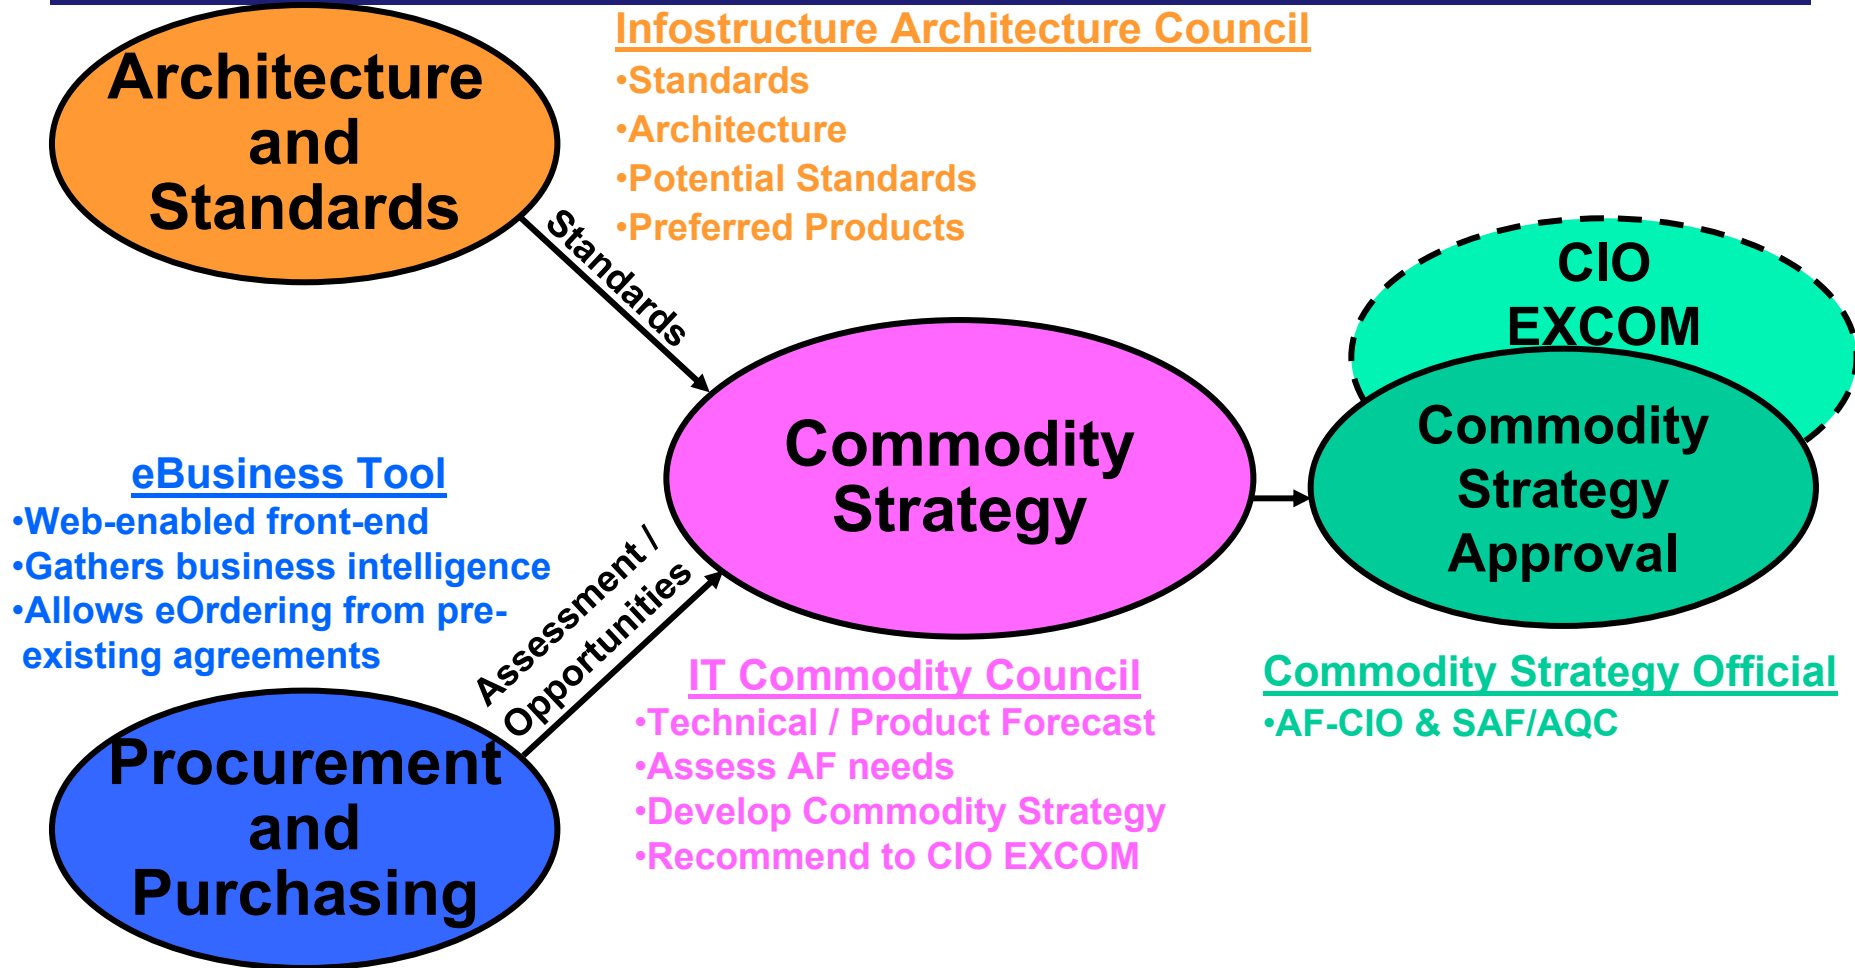 Architecture
and
Standards
Infostructure Architecture Council
•Standards
•Architecture
•Potential Standards
•Preferred Products
Standards
CIO
EXCOM
Commodity
Strategy
Commodity
Strategy
Approval
eBusiness Tool
•Web-enabled front-end
•Gathers business intelligence
•Allows eOrdering from pre-
existing agreements
Assessment /
Opportunities
Procurement
and
Purchasing
IT Commodity Council
•Technical / Product Forecast
•Assess AF needs
•Develop Commodity Strategy
•Recommend to CIO EXCOM
Commodity Strategy Official
•AF-CIO & SAF/AQC